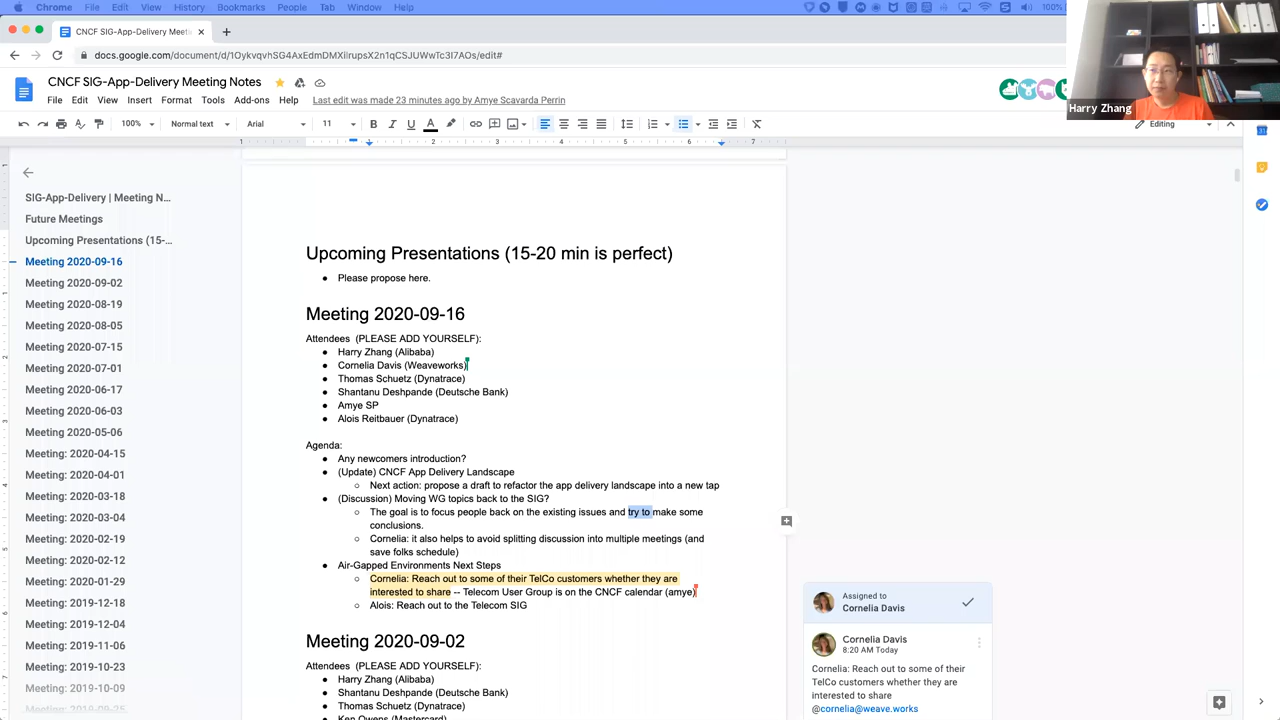 Chrome File Edit View History Bookmarks People Tab Window Help 100%
CNCF SIG-App-Delivery Meeting
docs.google.com/document/d/1OykvqvhSG4AxEdmDMXiIrupsX2n1qCSJUWwTc3I7AOs/edit#
CNCF SIG-App-Delivery Meeting Notes
File Edit View Insert Format Tools Add-ons Help Last edit was made 23 minutes ago by Amye Scavarda Perrin
Harry Zhang
100% Normal text Arial 11 Editing
SIG-App-Delivery | Meeting N...
Future Meetings
Upcoming Presentations (15-...
Meeting 2020-09-16
Meeting 2020-09-02
Meeting 2020-08-19
Meeting 2020-08-05
Meeting 2020-07-15
Meeting 2020-07-01
Meeting 2020-06-17
Meeting 2020-06-03
Meeting 2020-05-06
Meeting: 2020-04-15
Meeting: 2020-04-01
Meeting: 2020-03-18
Meeting: 2020-03-04
Meeting: 2020-02-19
Meeting: 2020-02-12
Meeting: 2020-01-29
Meeting: 2019-12-18
Meeting: 2019-12-04
Meeting: 2019-11-06
Meeting: 2019-10-23
Meeting: 2019-10-09
Meeting: 2019-09-25
Upcoming Presentations (15-20 min is perfect)
● Please propose here.
Meeting 2020-09-16
Attendees (PLEASE ADD YOURSELF):
● Harry Zhang (Alibaba)
● Cornelia Davis (Weaveworks)
● Thomas Schuetz (Dynatrace)
● Shantanu Deshpande (Deutsche Bank)
● Amye SP
● Alois Reitbauer (Dynatrace)
Agenda:
● Any newcomers introduction?
● (Update) CNCF App Delivery Landscape
○ Next action: propose a draft to refactor the app delivery landscape into a new tap
● (Discussion) Moving WG topics back to the SIG?
○ The goal is to focus people back on the existing issues and try to make some
conclusions.
○ Cornelia: it also helps to avoid splitting discussion into multiple meetings (and
save folks schedule)
● Air-Gapped Environments Next Steps
○ Cornelia: Reach out to some of their TelCo customers whether they are
interested to share -- Telecom User Group is on the CNCF calendar (amye)
○ Alois: Reach out to the Telecom SIG
Meeting 2020-09-02
Attendees (PLEASE ADD YOURSELF):
● Harry Zhang (Alibaba)
● Shantanu Deshpande (Deutsche Bank)
● Thomas Schuetz (Dynatrace)
● Ken Owens (Mastercard)
Assigned to
Cornelia Davis
Cornelia Davis
8:20 AM Today
Cornelia: Reach out to some of their
TelCo customers whether they are
interested to share
@cornelia@weave.works